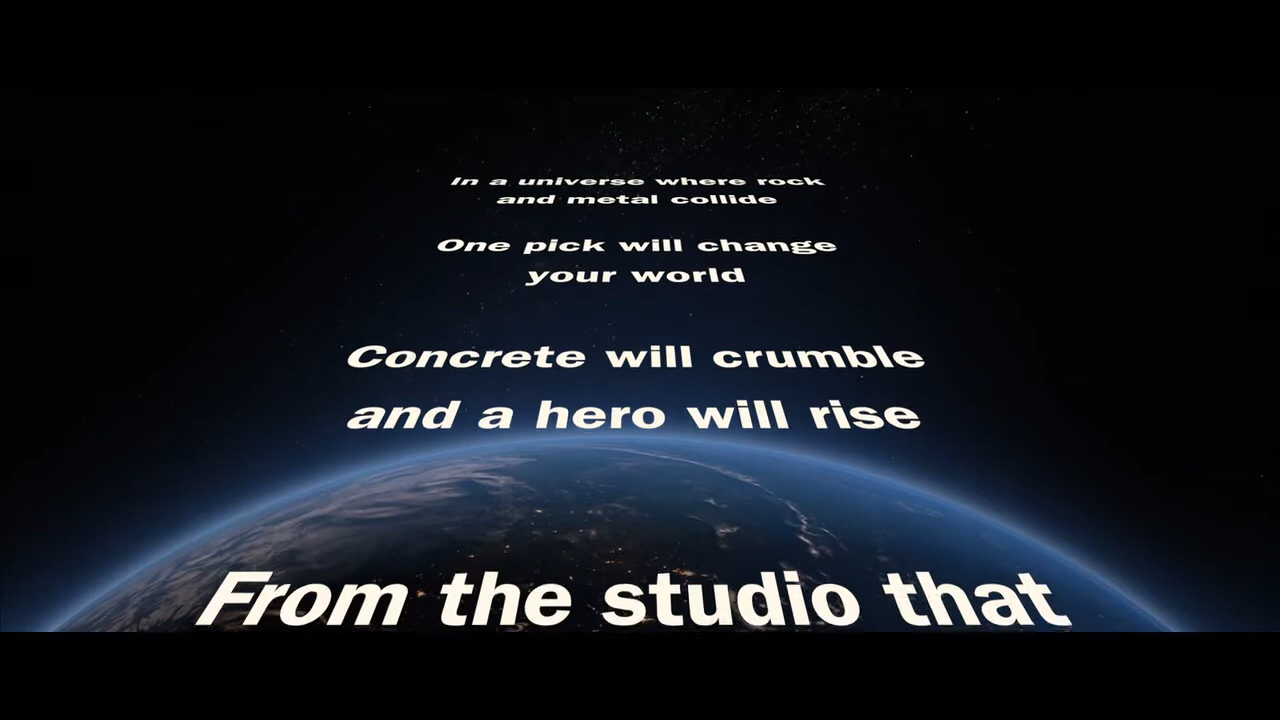 In a universe where rock
and metal collide
One pick will change
your world
Concrete will crumble
and a hero will rise
From the studio that